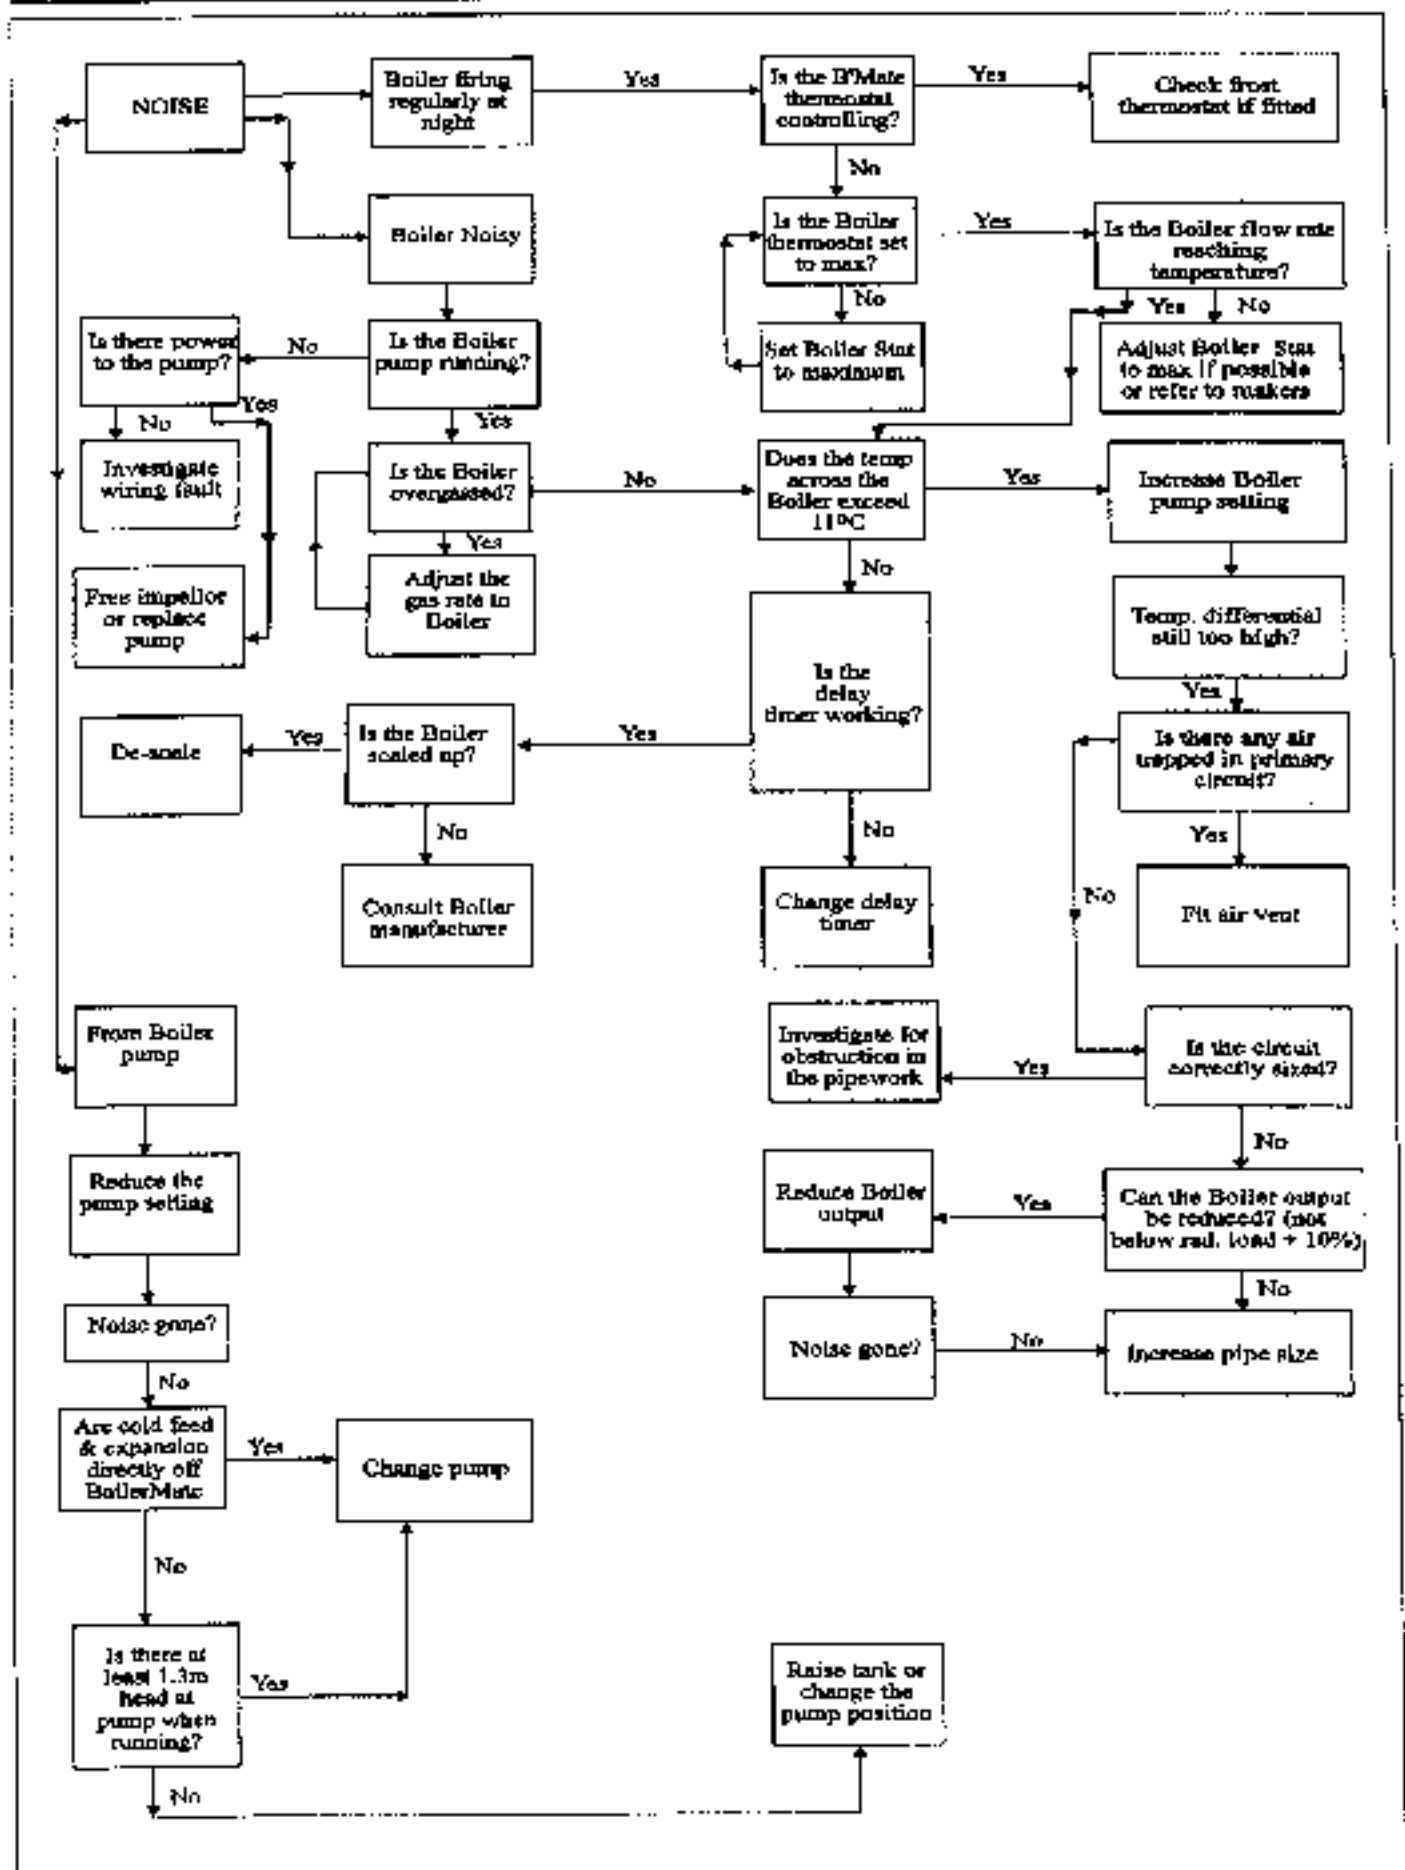 NOISE
Boiler firing
regularly at
night
Yes
Is the B'Mate
thermostat
controlling?
Yes
Check frost
thermostat if fitted
No
Boiler Noisy
Is the Boiler
thermostat set
to max?
Yes
Is the Boiler flow rate
reaching
temperature?
No
Yes
No
Is there power
to the pump?
No
Is the Boiler
pump running?
Set Boiler Stat
to maximum
Adjust Boiler Stat
to max if possible
or refer to makers
No
Yes
Yes
Investigate
wiring fault
Is the Boiler
overgassed?
No
Does the temp
across the
Boiler exceed
11°C
Yes
Increase Boiler
pump setting
Yes
No
Free impellor
or replace
pump
Adjust the
gas rate to
Boiler
Temp. differential
still too high?
Is the
delay
timer working?
Yes
De-scale
Yes
Is the Boiler
scaled up?
Yes
Is there any air
trapped in primary
circuit?
No
No
Yes
No
Consult Boiler
manufacturer
Change delay
timer
Fit air vent
From Boiler
pump
Investigate for
obstruction in
the pipework
Yes
Is the circuit
correctly sized?
No
Reduce the
pump setting
Reduce Boiler
output
Yes
Can the Boiler output
be reduced? (not
below rad. load + 10%)
No
Noise gone?
Noise gone?
No
Increase pipe size
No
Are cold feed
& expansion
directly off
BoilerMate
Yes
Change pump
No
Is there at
least 1.3m
head at
pump when
running?
Yes
Raise tank or
change the
pump position
No